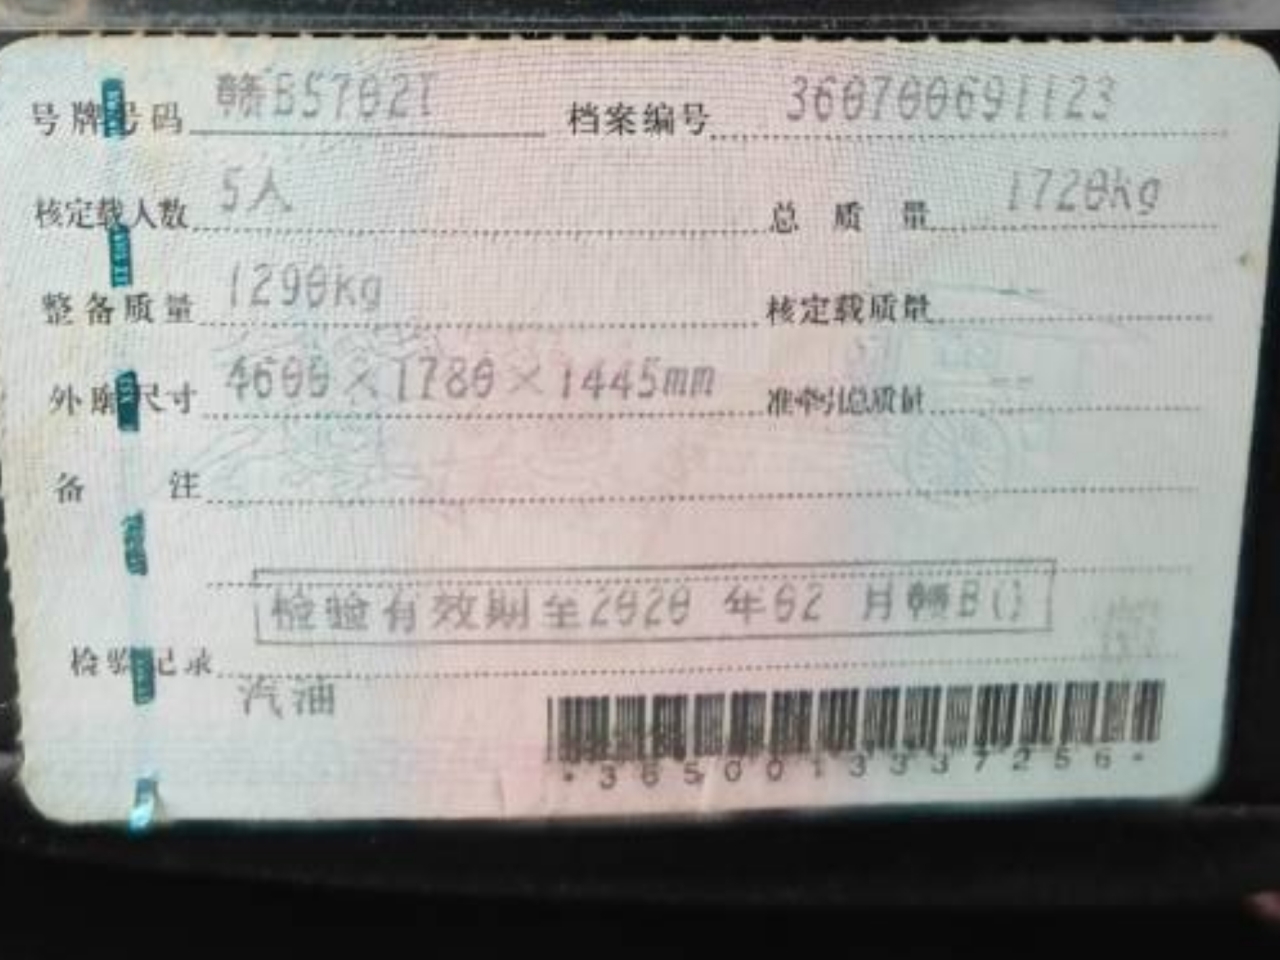 号牌号码 赣B5702I 档案编号 360700691123
核定载人数 5人 总质量 1720kg
整备质量 1290kg 核定载质量 --
外廓尺寸 4600×1780×1445mm 准牵引总质量 --
备注
检验有效期至2020 年02 月赣B()
检验记录
汽油
*3650013337256*